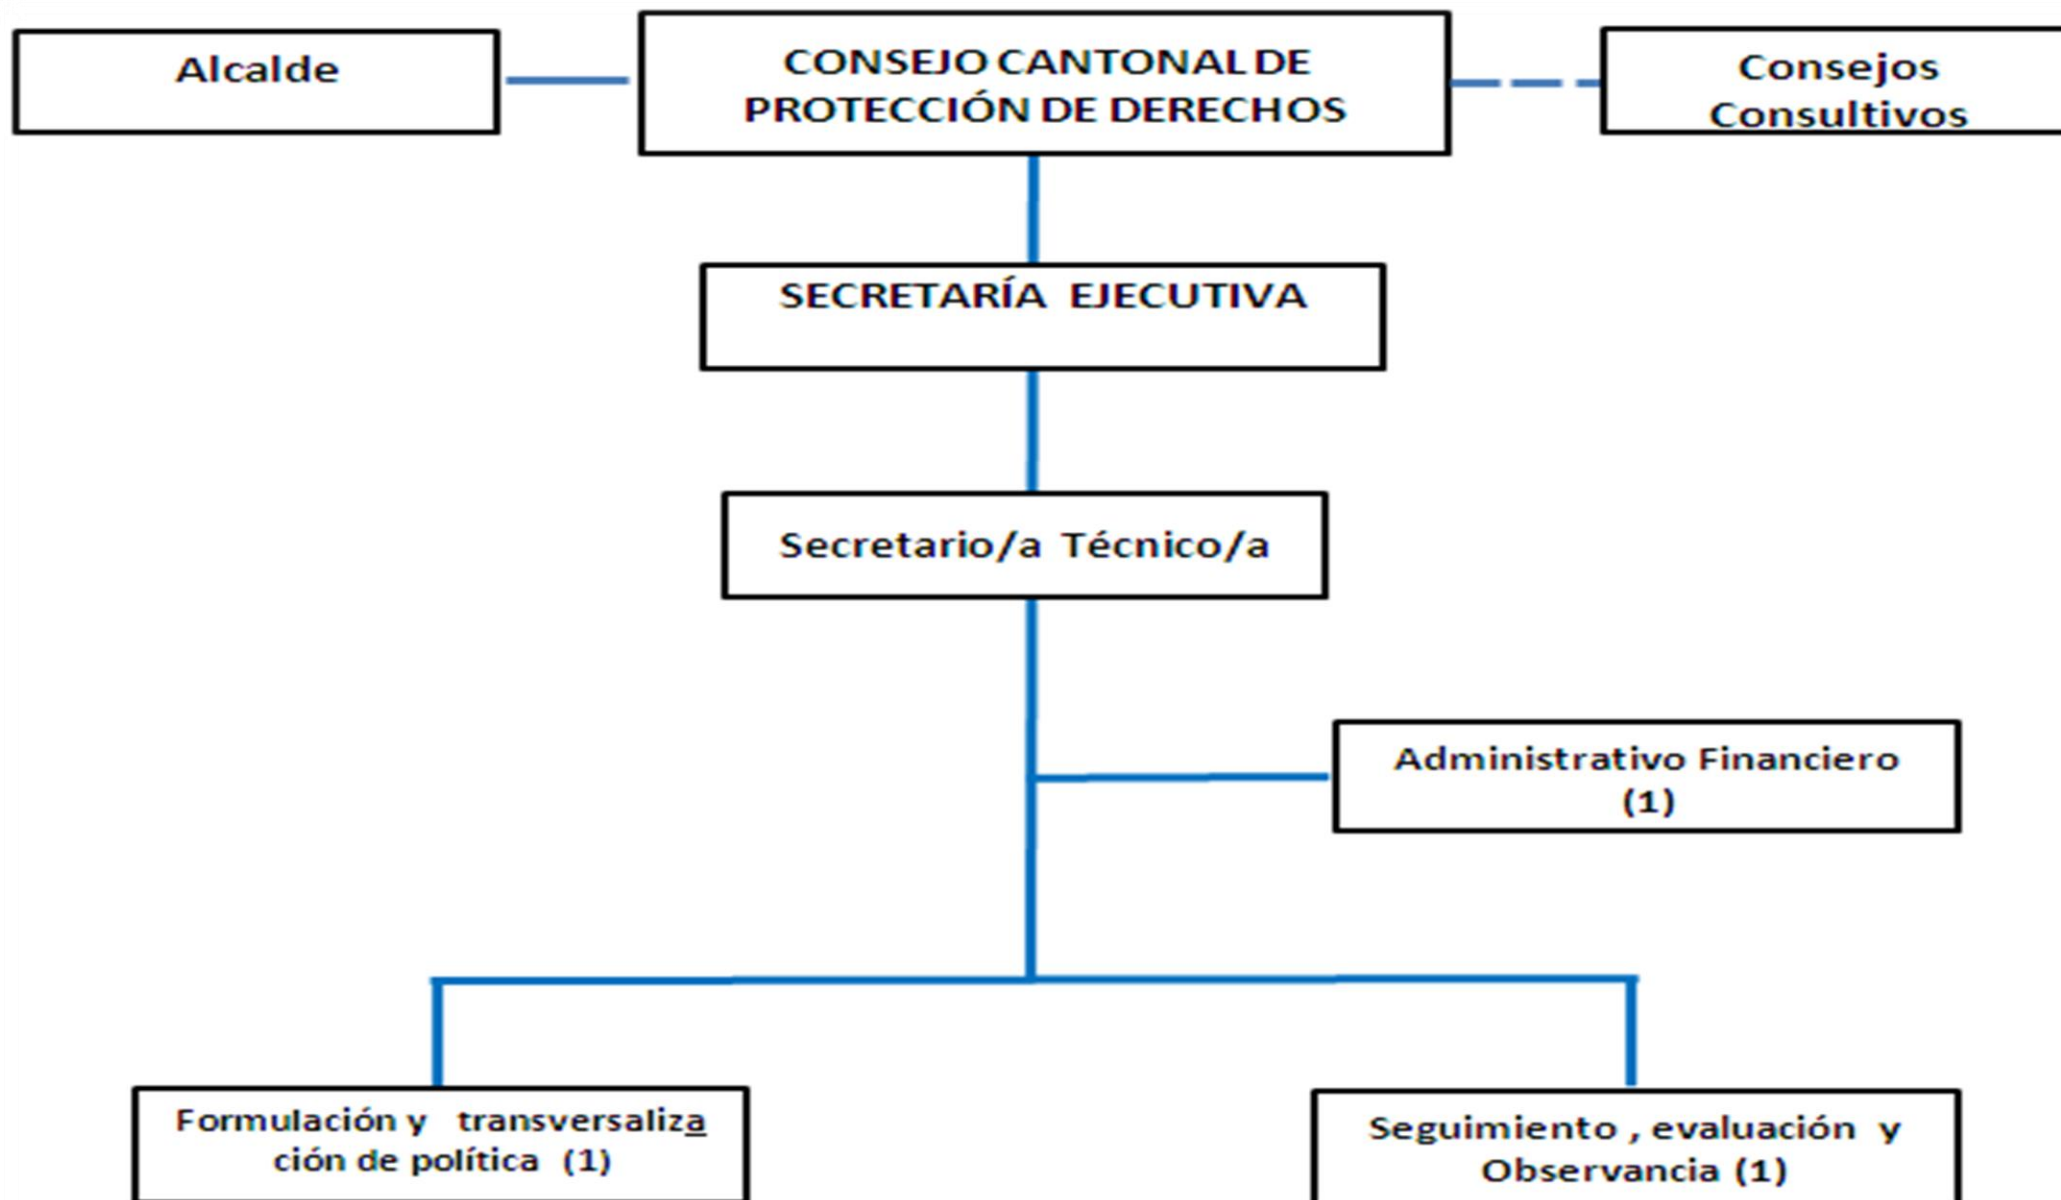 Alcalde
CONSEJO CANTONAL DE
PROTECCIÓN DE DERECHOS
Consejos
Consultivos
SECRETARÍA EJECUTIVA
Secretario/a Técnico/a
Administrativo Financiero
(1)
Formulación y transversaliza
ción de política (1)
Seguimiento , evaluación y
Observancia (1)